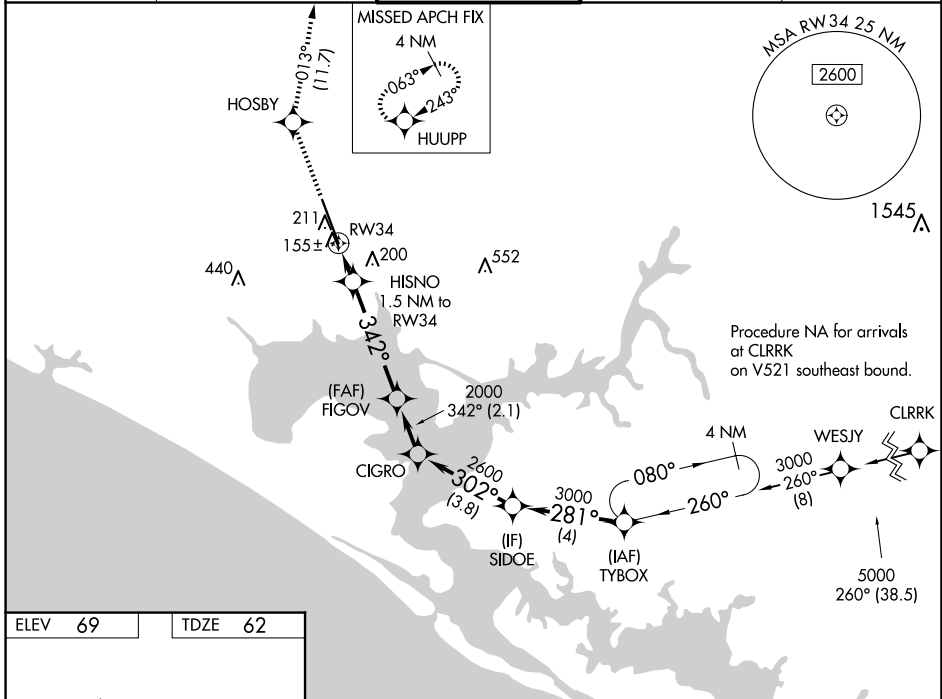 MISSED APCH FIX
4 NM
063°
243°
HUUPP
013°
(11.7)
HOSBY
MSA RW34 25 NM
2600
1545
211
RW34
155±
200
440
552
HISNO
1.5 NM to
RW34
342°
Procedure NA for arrivals
at CLRRK
on V521 southeast bound.
(FAF)
FIGOV
2000
342° (2.1)
CIGRO
2600
302°
(3.8)
(IF)
SIDOE
3000
281°
(4)
(IAF)
TYBOX
080°
4 NM
260°
WESJY
CLRRK
3000
260°
(8)
5000
260° (38.5)
ELEV 69
TDZE 62